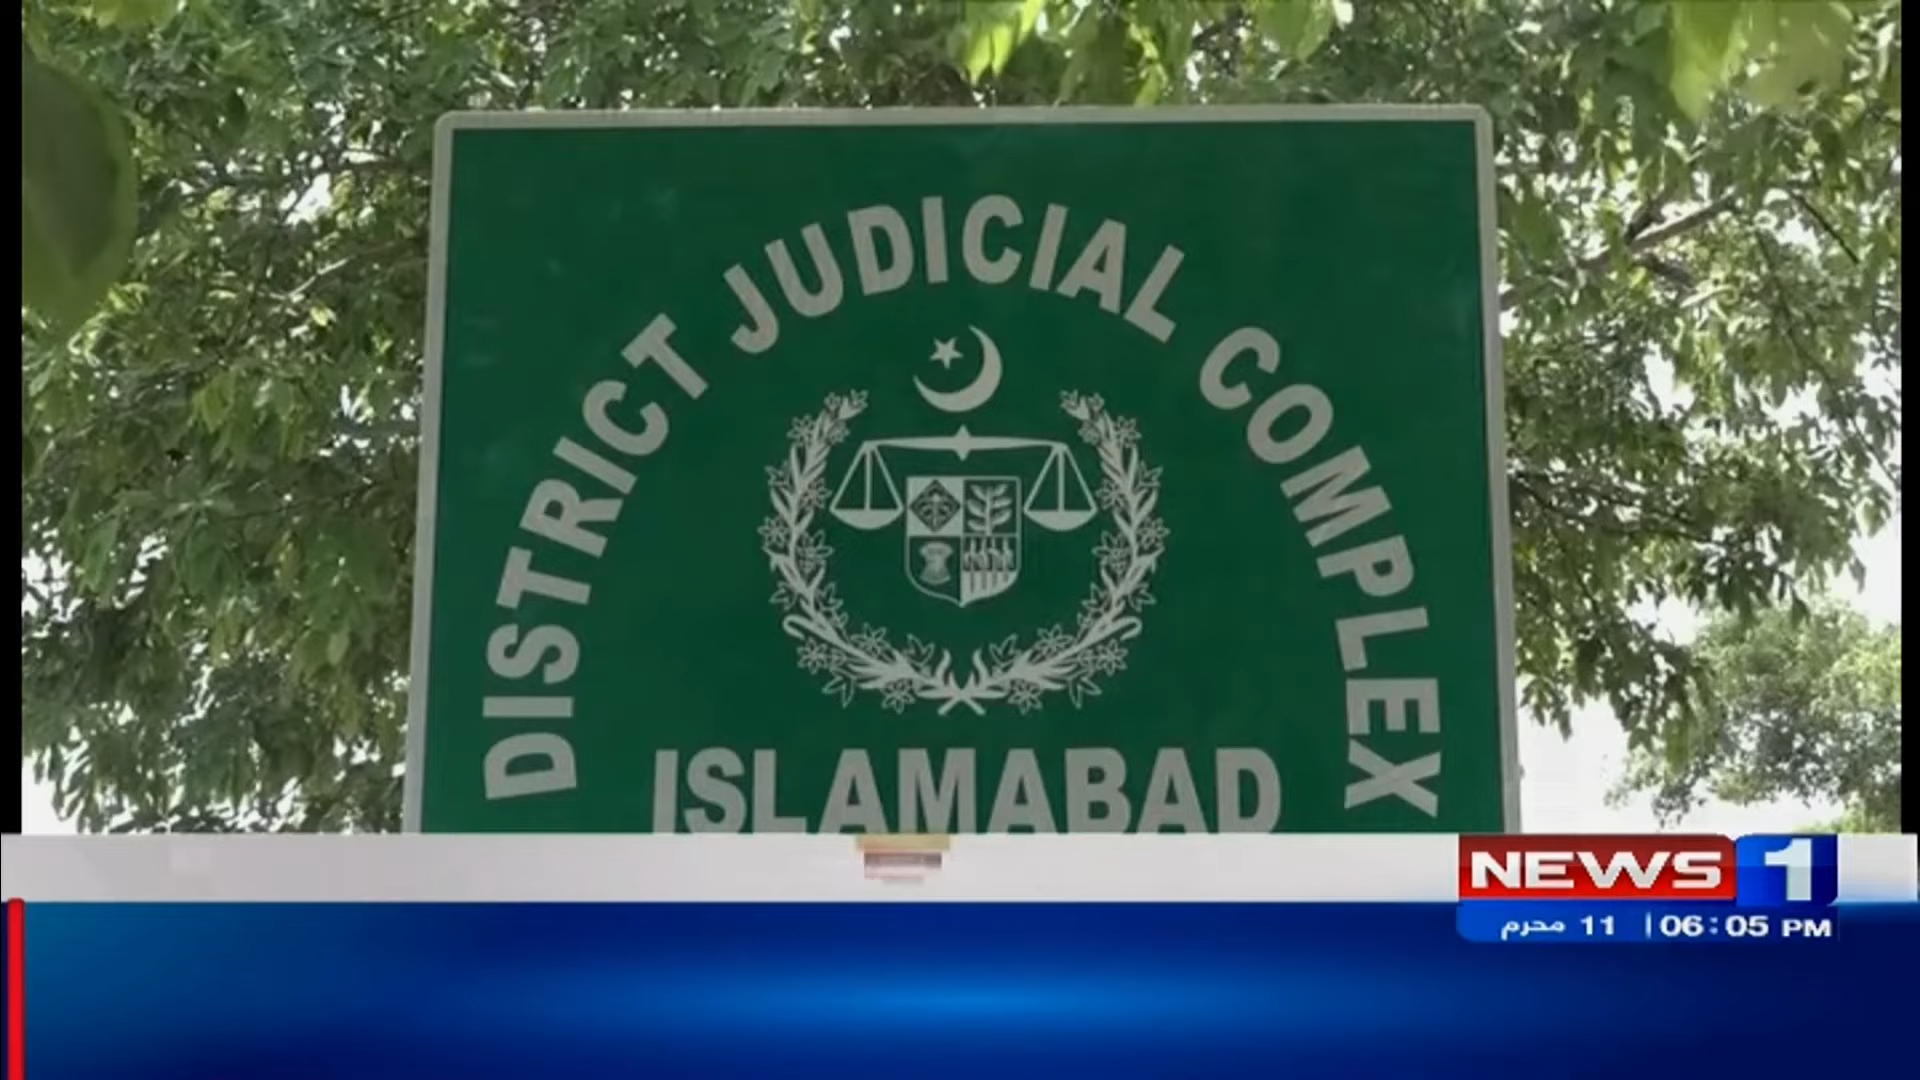 DISTRICT JUDICIAL COMPLEX
ISLAMABAD
NEWS 1
11 محرم | 06:05 PM